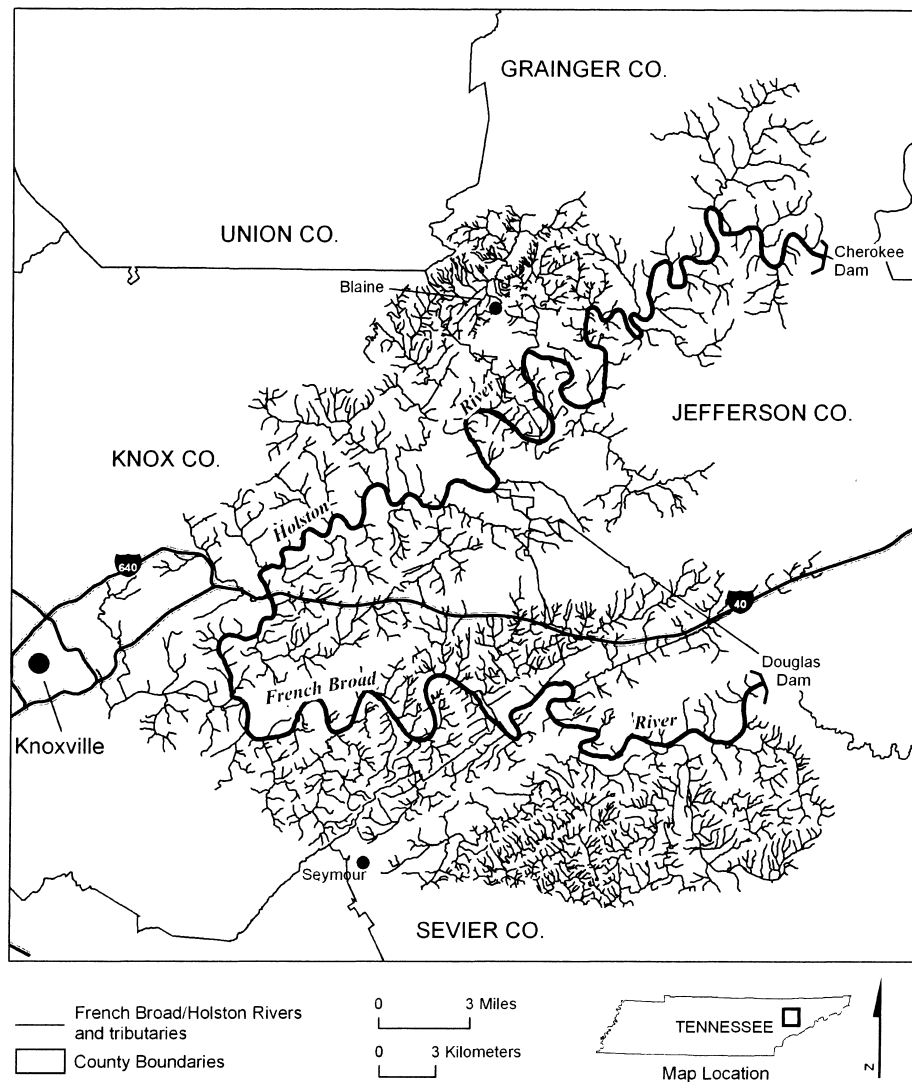 GRAINGER CO.
UNION CO.
Cherokee
Dam
Blaine
River
JEFFERSON CO.
KNOX CO.
Holston
640
40
Douglas
Dam
French Broad
River
Knoxville
Seymour
SEVIER CO.
French Broad/Holston Rivers
and tributaries
County Boundaries
0 3 Miles
0 3 Kilometers
TENNESSEE
Map Location
N